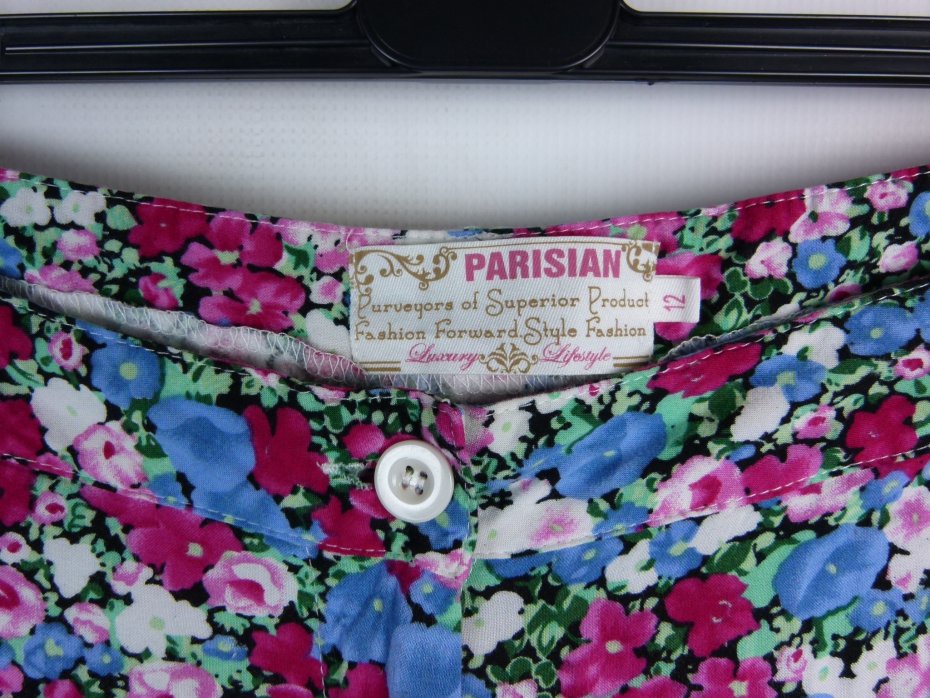 PARISIAN
Purveyors of Superior Product
Fashion Forward Style Fashion
Luxury Lifestyle
12